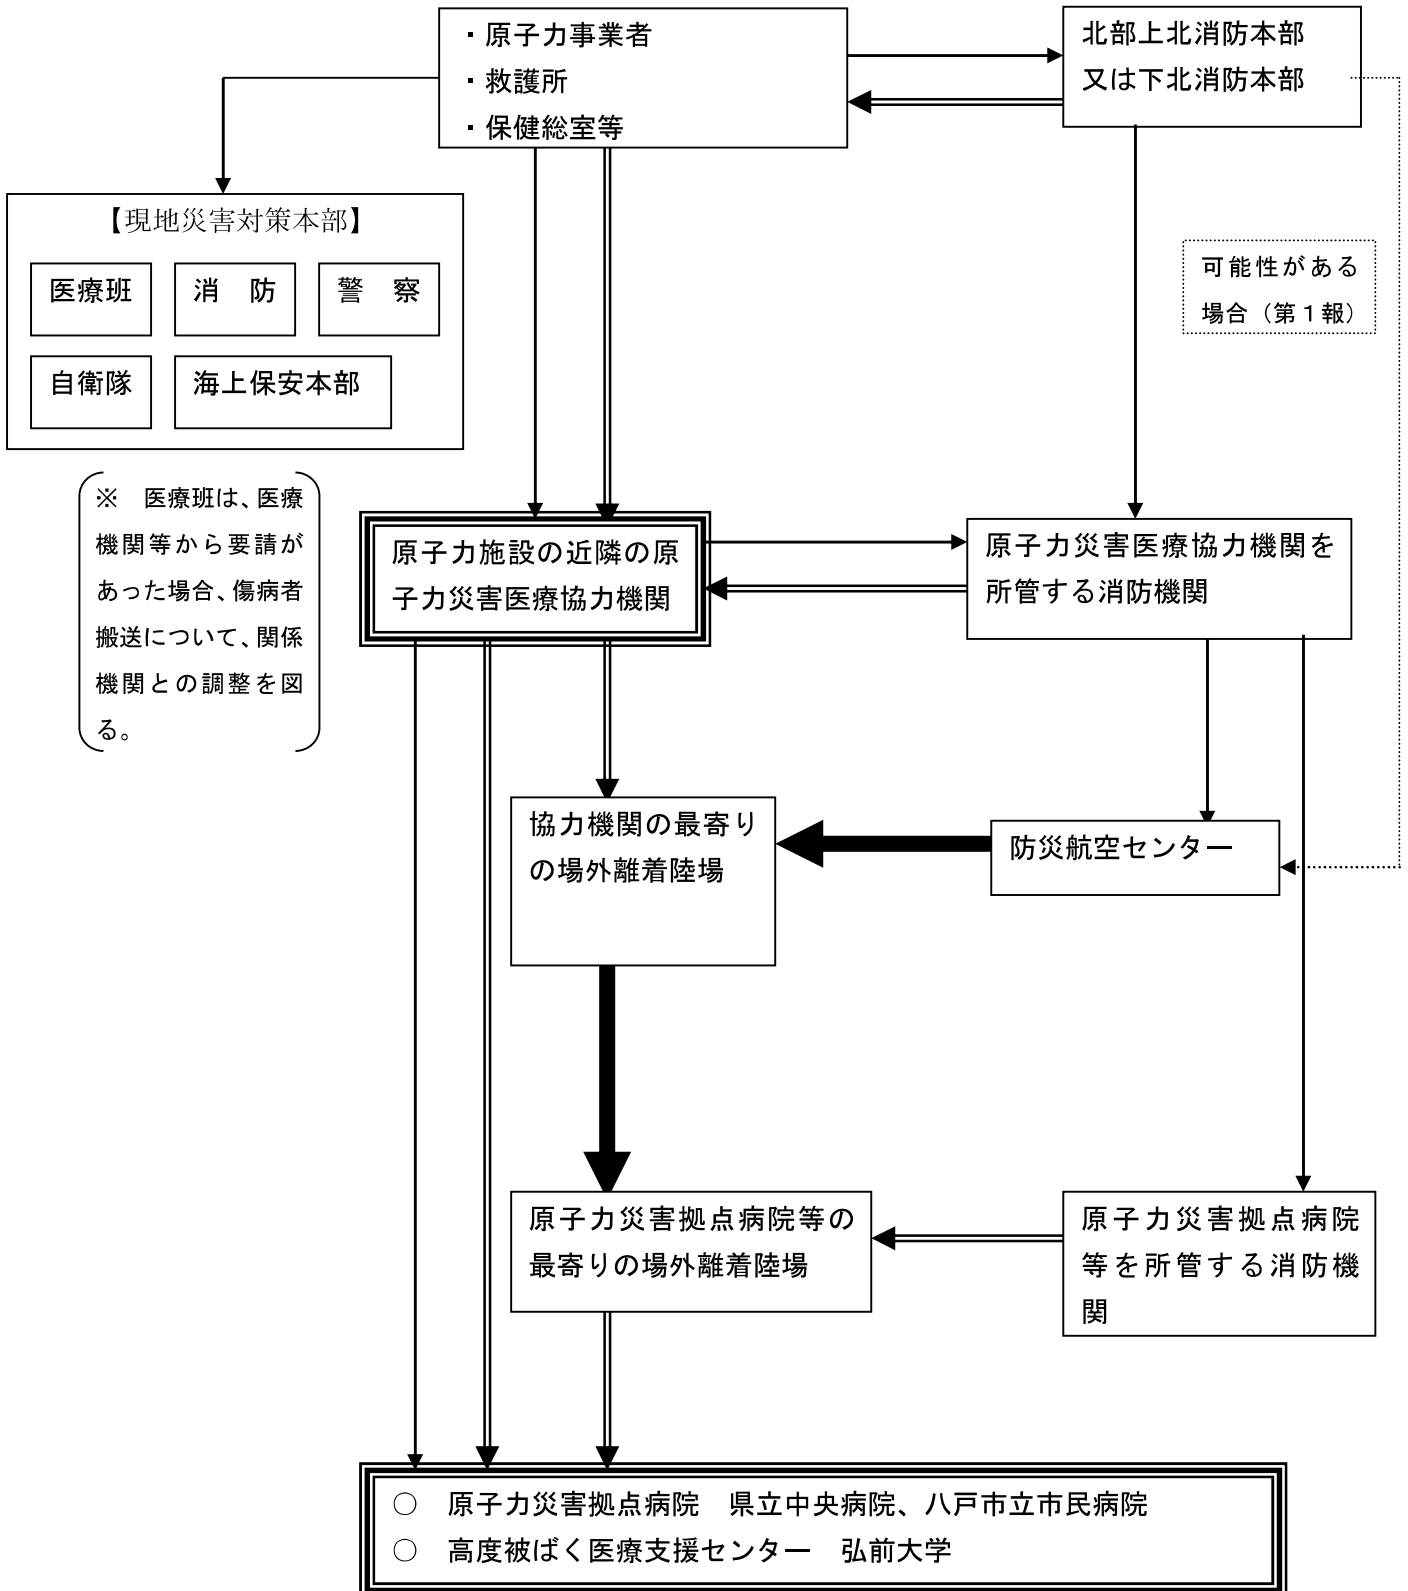 ・原子力事業者
・救護所
・保健総室等
北部上北消防本部
又は下北消防本部
【現地災害対策本部】
医療班
消　防
警　察
自衛隊
海上保安本部
可能性がある
場合（第１報）
※　医療班は、医療
機関等から要請が
あった場合、傷病者
搬送について、関係
機関との調整を図
る。
原子力施設の近隣の原
子力災害医療協力機関
原子力災害医療協力機関を
所管する消防機関
協力機関の最寄り
の場外離着陸場
防災航空センター
原子力災害拠点病院等の
最寄りの場外離着陸場
原子力災害拠点病院
等を所管する消防機
関
○　原子力災害拠点病院　県立中央病院、八戸市立市民病院
○　高度被ばく医療支援センター　弘前大学